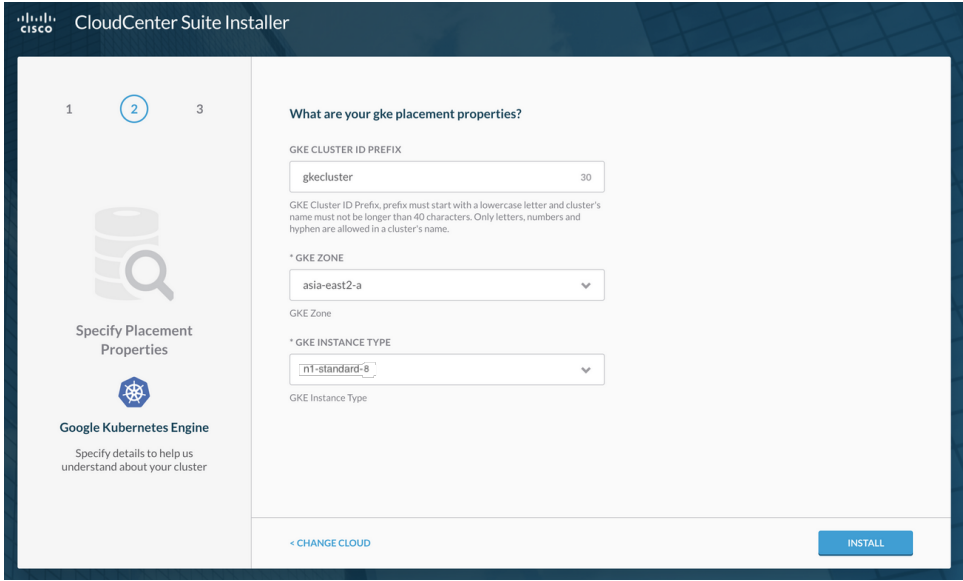 CISCO
CloudCenter Suite Installer
1 2 3
Specify Placement
Properties
Google Kubernetes Engine
Specify details to help us
understand about your cluster
What are your gke placement properties?
GKE CLUSTER ID PREFIX
gkecluster 30
GKE Cluster ID Prefix, prefix must start with a lowercase letter and cluster's
name must not be longer than 40 characters. Only letters, numbers and
hyphen are allowed in a cluster's name.
* GKE ZONE
asia-east2-a
GKE Zone
* GKE INSTANCE TYPE
n1-standard-8
GKE Instance Type
< CHANGE CLOUD
INSTALL